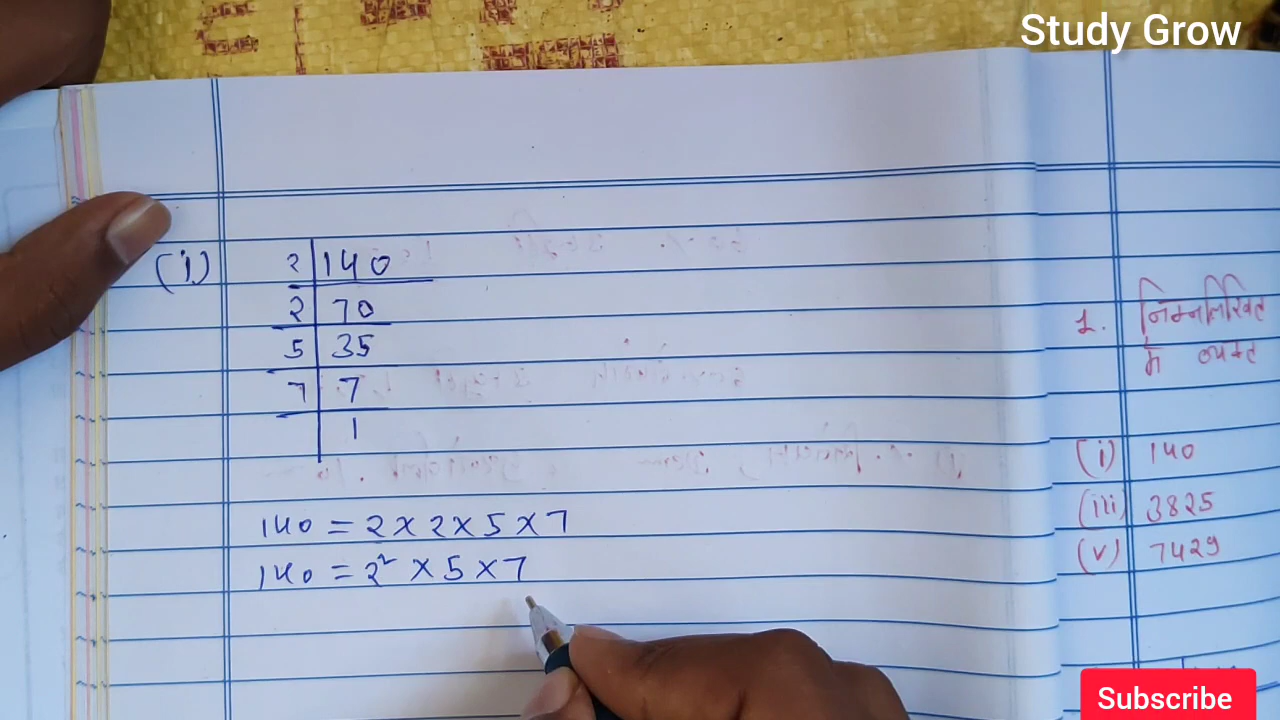 Study Grow
(i)
2 | 140
2 | 70
5 | 35
7 | 7
1
140 = 2 × 2 × 5 × 7
140 = 2² × 5 × 7
1. निम्नलिखित
में व्यक्त
(i) 140
(iii) 3825
(v) 7429
Subscribe